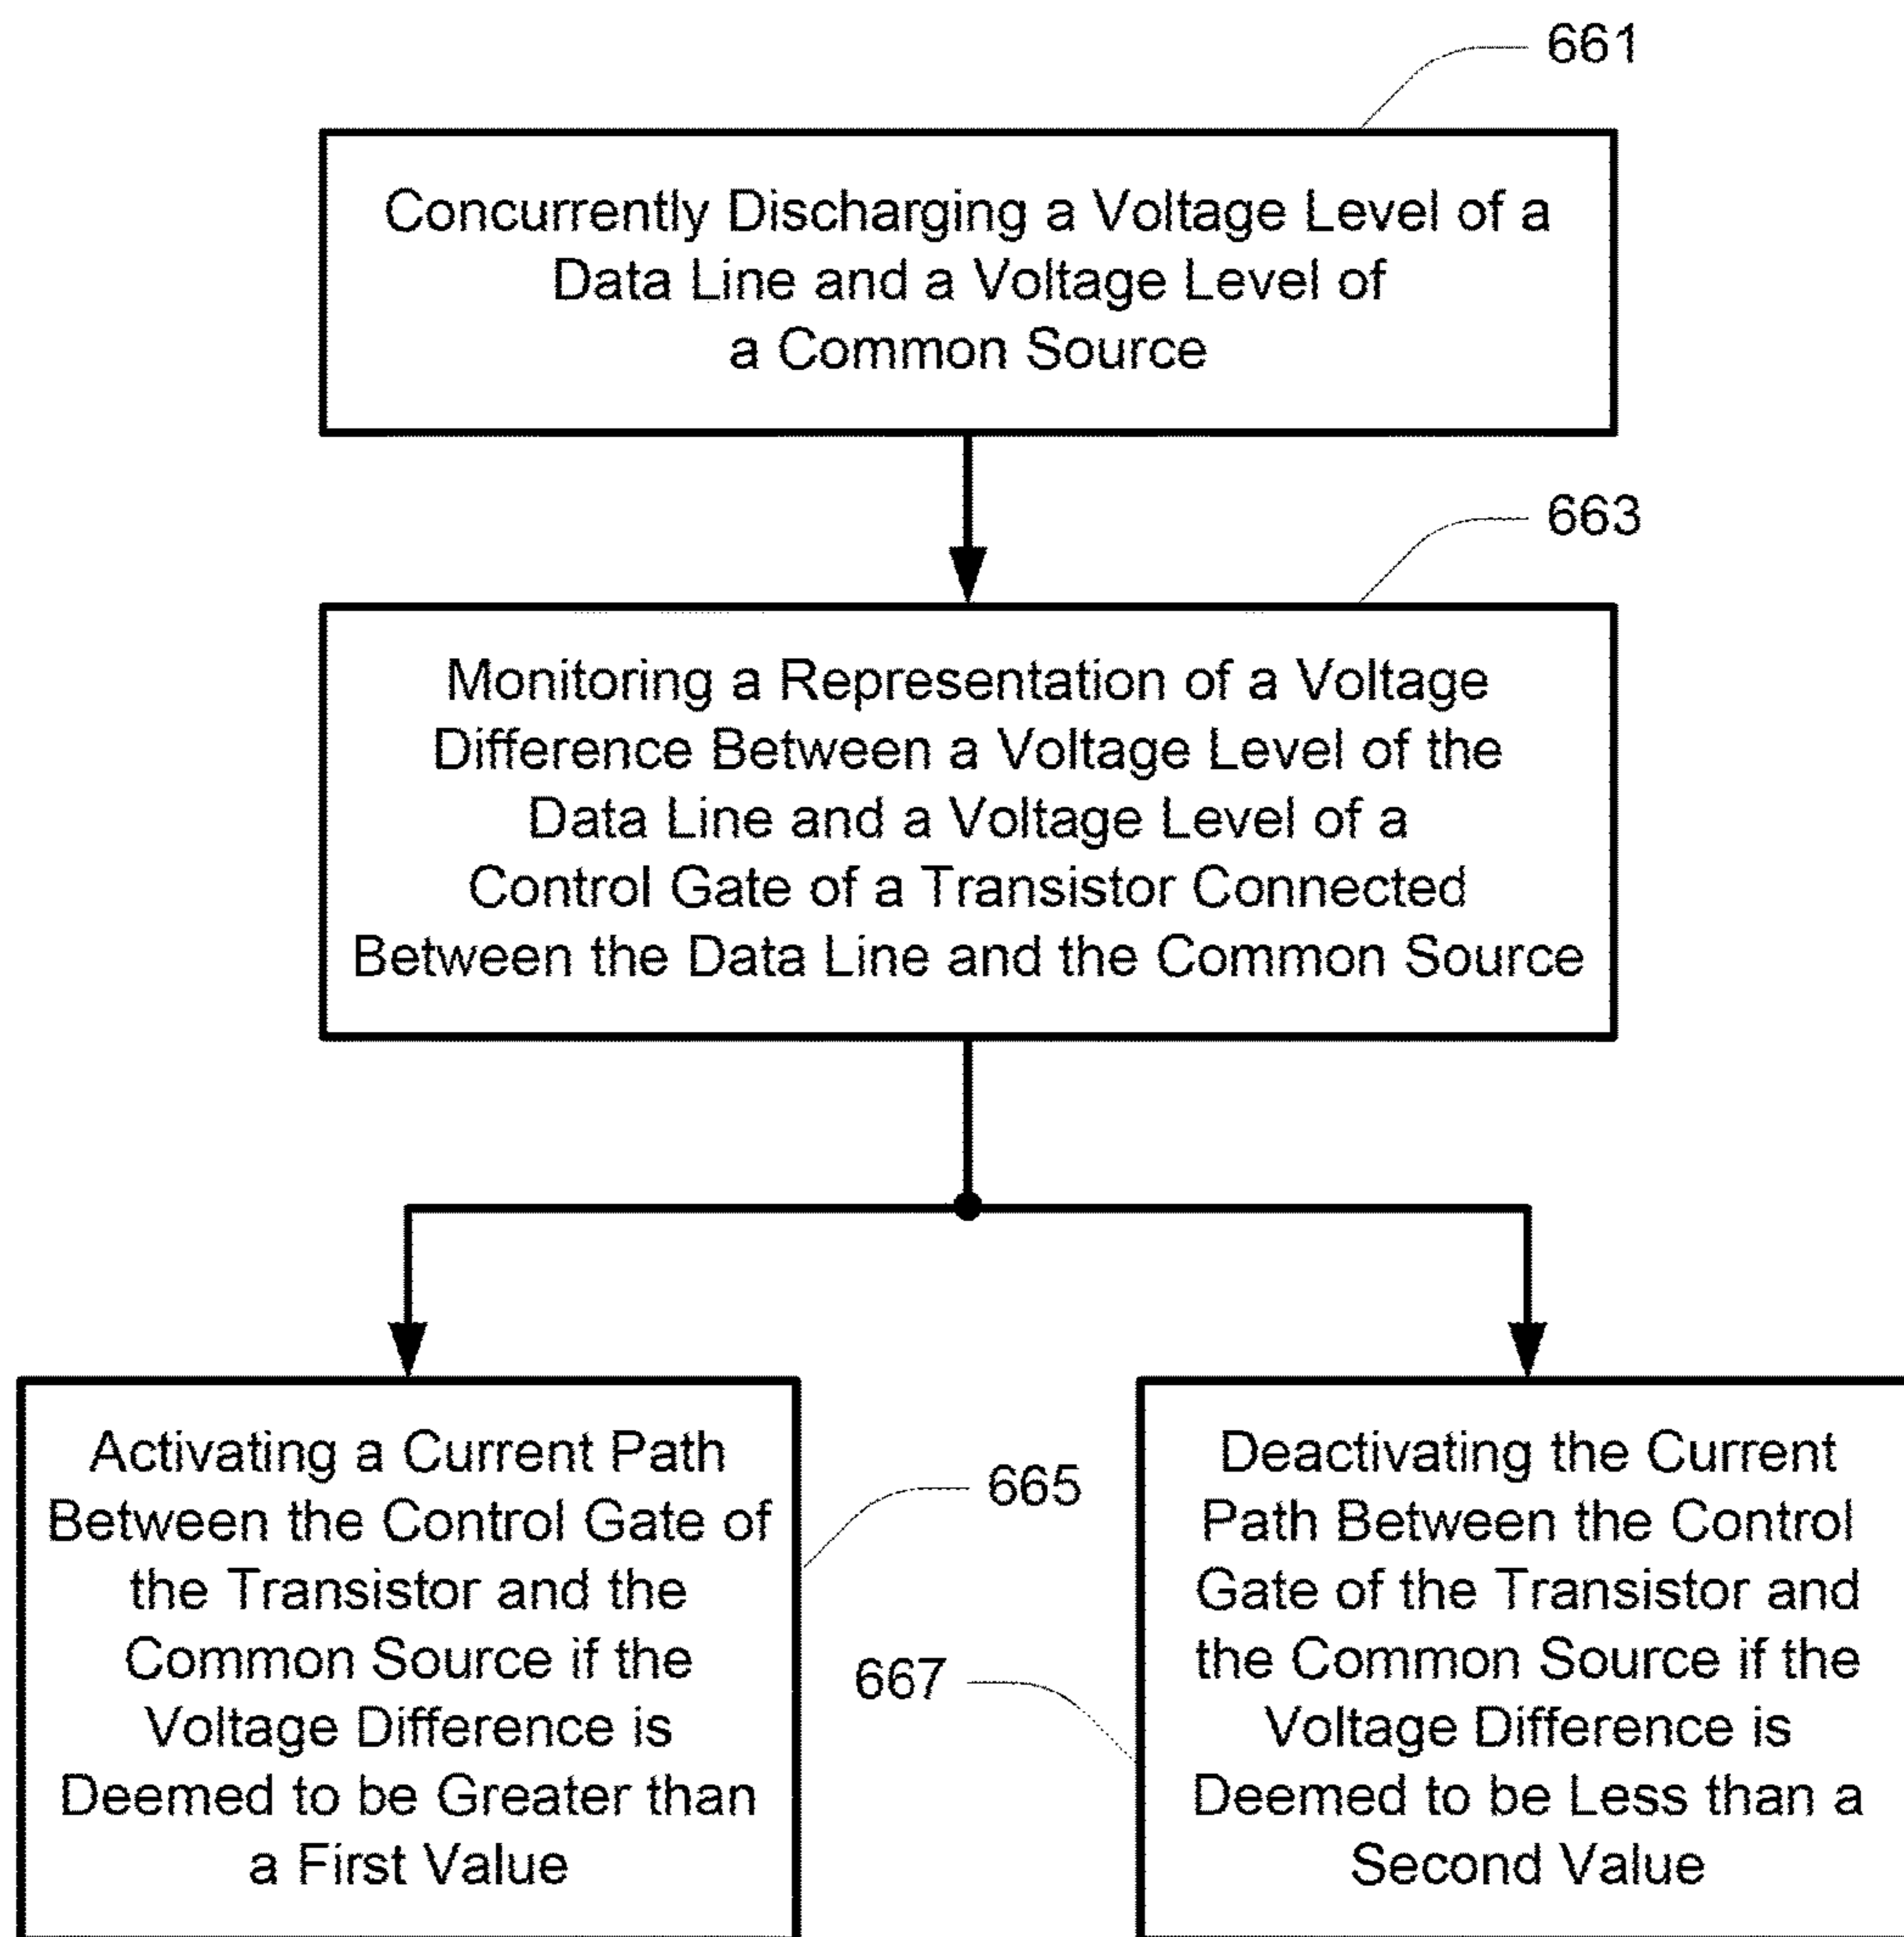 661
Concurrently Discharging a Voltage Level of a
Data Line and a Voltage Level of
a Common Source
663
Monitoring a Representation of a Voltage
Difference Between a Voltage Level of the
Data Line and a Voltage Level of a
Control Gate of a Transistor Connected
Between the Data Line and the Common Source
Activating a Current Path
Between the Control Gate of
the Transistor and the
Common Source if the
Voltage Difference is
Deemed to be Greater than
a First Value
665
667
Deactivating the Current
Path Between the Control
Gate of the Transistor and
the Common Source if the
Voltage Difference is
Deemed to be Less than a
Second Value